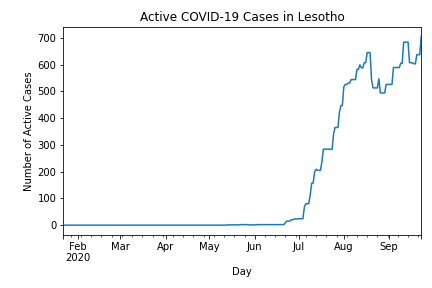 Active COVID-19 Cases in Lesotho
Number of Active Cases
700
600
500
400
300
200
100
0
Feb Mar Apr May Jun Jul Aug Sep
2020
Day